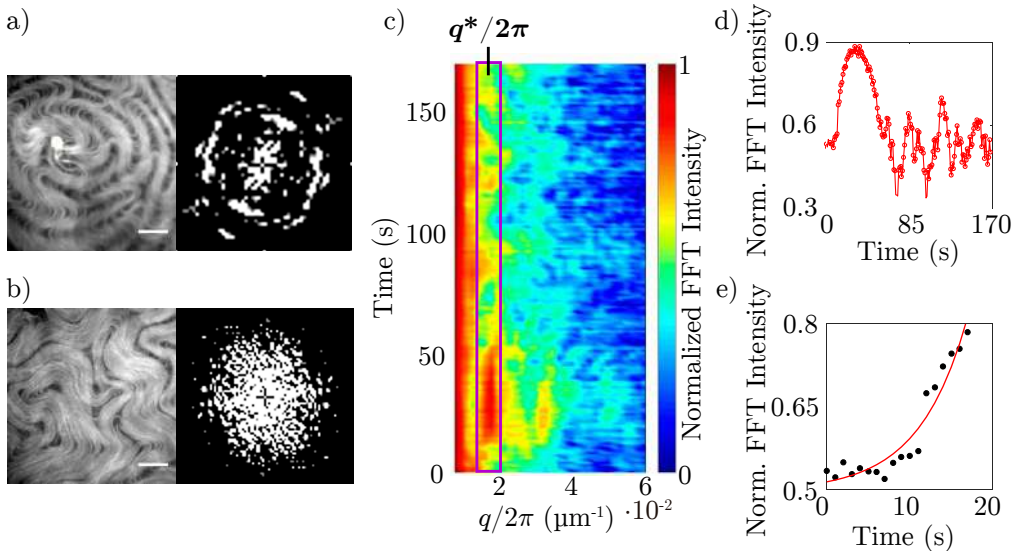 a)
b)
c)
q*/2π
150
100
50
0
Time (s)
2
4
6
q/2π (µm⁻¹)
·10⁻²
1
0
Normalized FFT Intensity
d)
0.9
0.6
0.3
Norm. FFT Intensity
0
85
170
Time (s)
e)
0.8
0.65
0.5
Norm. FFT Intensity
0
10
20
Time (s)